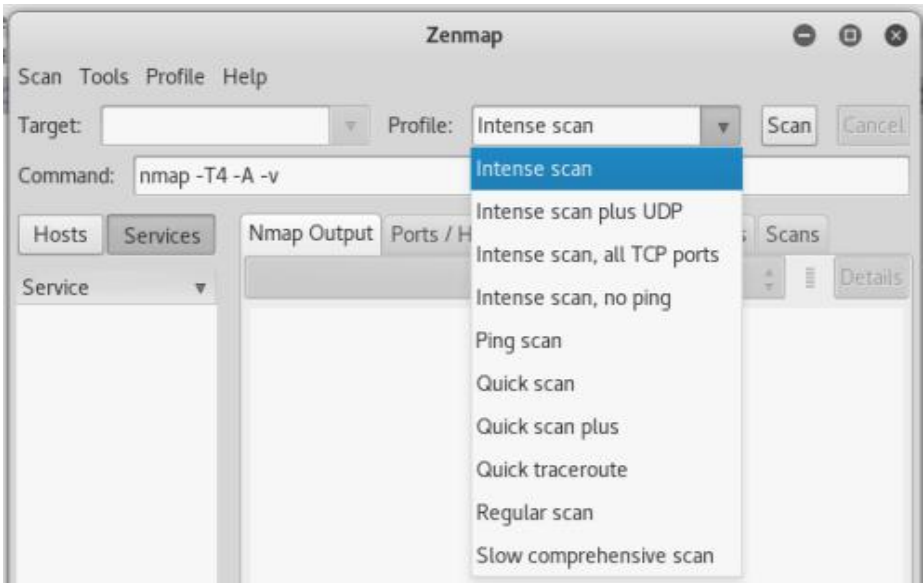 Zenmap
Scan Tools Profile Help
Target: Profile: Intense scan Scan Cancel
Command: nmap -T4 -A -v
Intense scan
Intense scan plus UDP
Intense scan, all TCP ports
Intense scan, no ping
Ping scan
Quick scan
Quick scan plus
Quick traceroute
Regular scan
Slow comprehensive scan
Hosts Services Nmap Output Ports / H Scans
Service Details